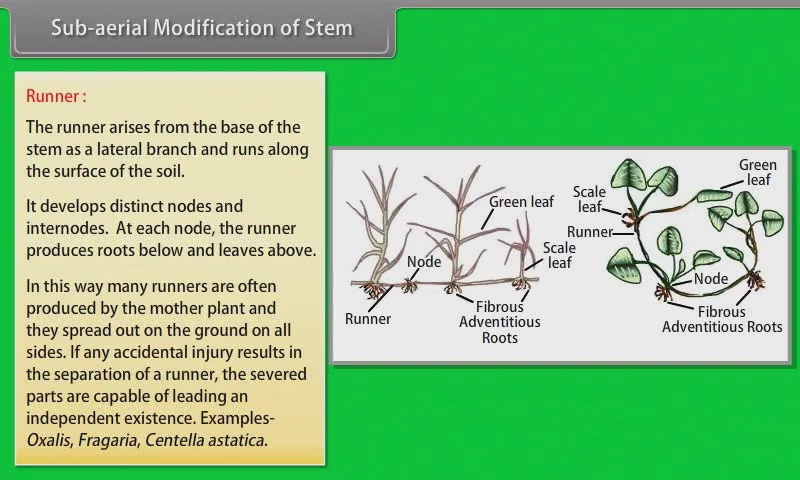 Sub-aerial Modification of Stem
Runner :
The runner arises from the base of the
stem as a lateral branch and runs along
the surface of the soil.
It develops distinct nodes and
internodes. At each node, the runner
produces roots below and leaves above.
In this way many runners are often
produced by the mother plant and
they spread out on the ground on all
sides. If any accidental injury results in
the separation of a runner, the severed
parts are capable of leading an
independent existence. Examples-
Oxalis, Fragaria, Centella astatica.
Green leaf
Node
Scale
leaf
Runner
Fibrous
Adventitious
Roots
Green
leaf
Scale
leaf
Runner
Node
Fibrous
Adventitious Roots